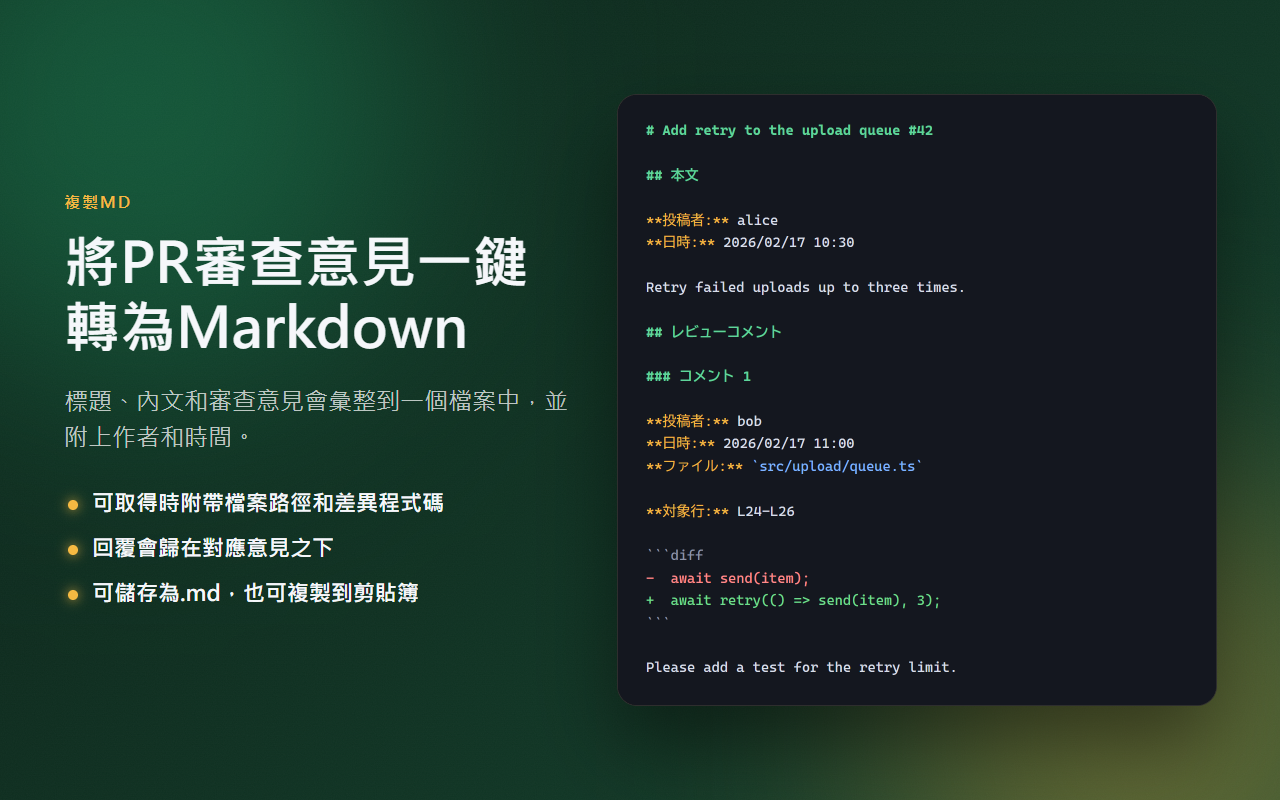 複製MD
將PR審查意見一鍵
轉為Markdown
標題、內文和審查意見會彙整到一個檔案中，並
附上作者和時間。
可取得時附帶檔案路徑和差異程式碼
回覆會歸在對應意見之下
可儲存為.md，也可複製到剪貼簿
# Add retry to the upload queue #42
## 本文
**投稿者:** alice
**日時:** 2026/02/17 10:30
Retry failed uploads up to three times.
## レビューコメント
### コメント 1
**投稿者:** bob
**日時:** 2026/02/17 11:00
**ファイル:** `src/upload/queue.ts`
**対象行:** L24-L26
```diff
-  await send(item);
+  await retry(() => send(item), 3);
```
Please add a test for the retry limit.